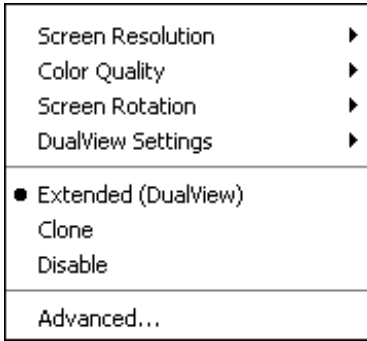 Screen Resolution
Color Quality
Screen Rotation
DualView Settings
Extended (DualView)
Clone
Disable
Advanced...